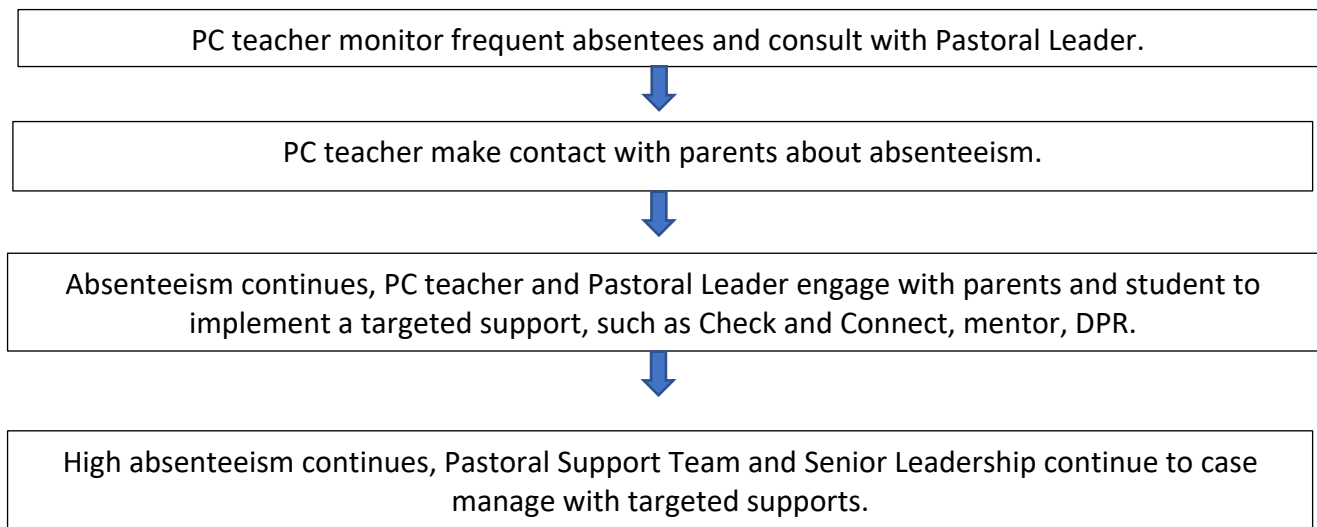 PC teacher monitor frequent absentees and consult with Pastoral Leader.
PC teacher make contact with parents about absenteeism.
Absenteeism continues, PC teacher and Pastoral Leader engage with parents and student to
implement a targeted support, such as Check and Connect, mentor, DPR.
High absenteeism continues, Pastoral Support Team and Senior Leadership continue to case
manage with targeted supports.